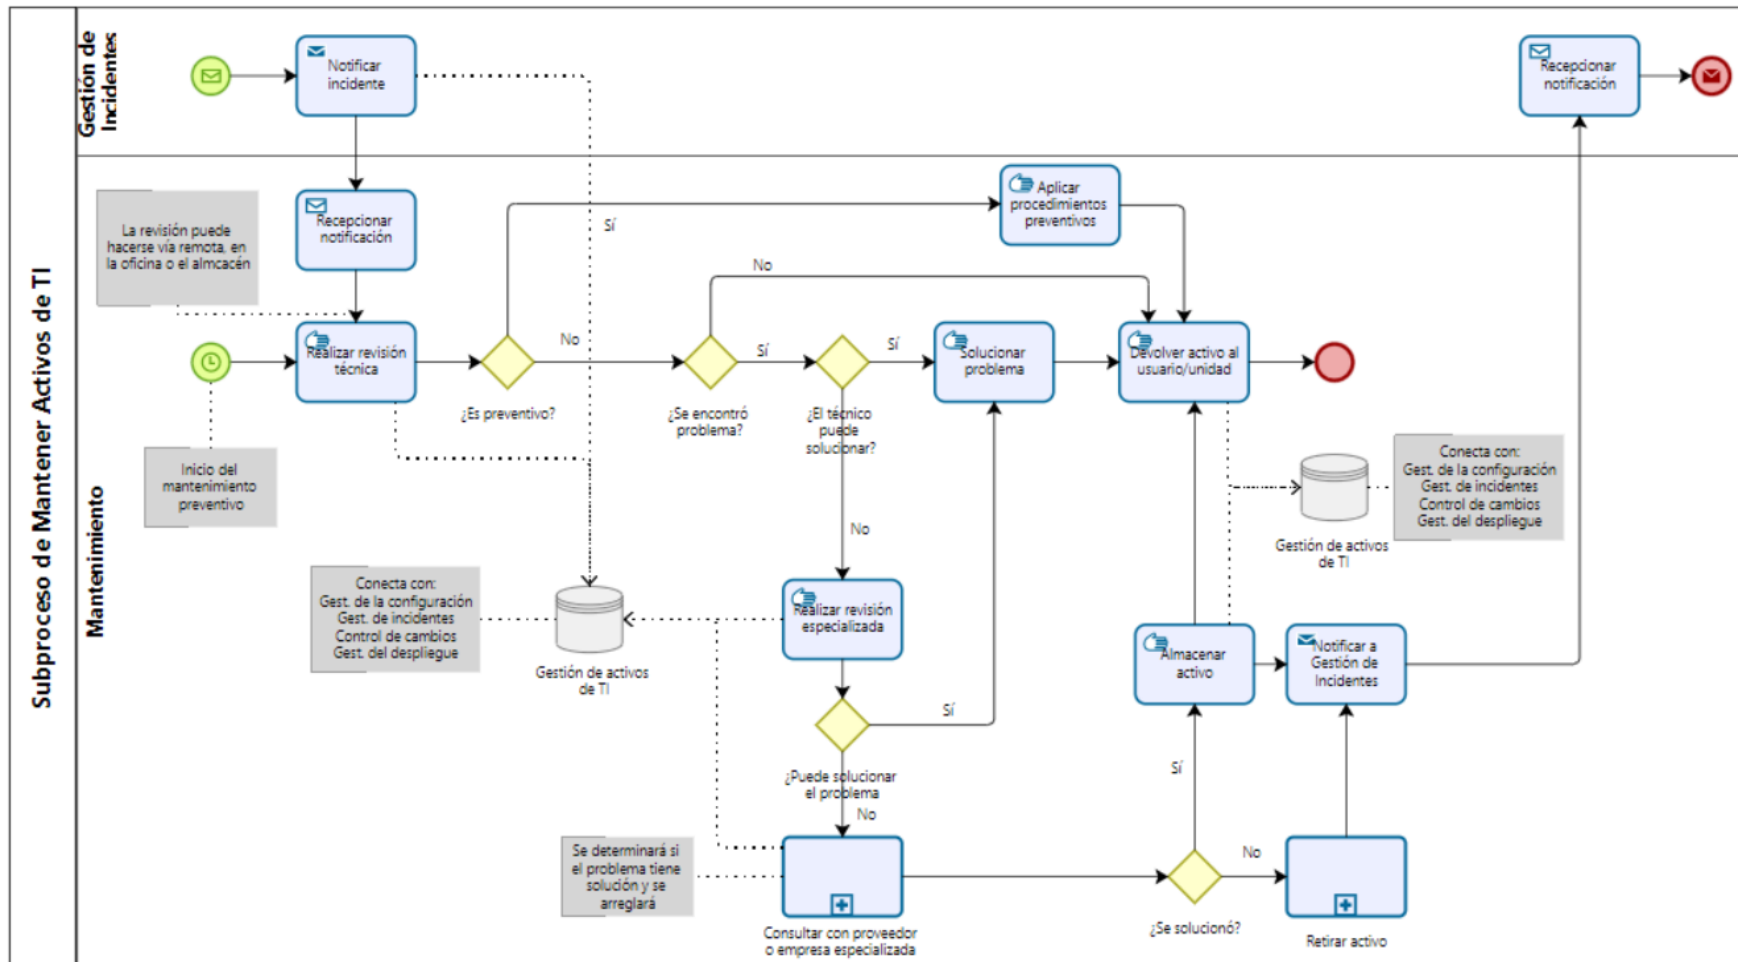 Subproceso de Mantener Activos de TI
Gestión de
Incidentes
Notificar
incidente
Recepcionar
notificación
Mantenimiento
La revisión puede
hacerse vía remota, en
la oficina o el almcacén
Recepcionar
notificación
Aplicar
procedimientos
preventivos
Sí
No
Realizar revisión
técnica
No
Sí
Sí
Solucionar
problema
Devolver activo al
usuario/unidad
¿Es preventivo?
¿Se encontró
problema?
¿El técnico
puede
solucionar?
Inicio del
mantenimiento
preventivo
Conecta con:
Gest. de la configuración
Gest. de incidentes
Control de cambios
Gest. del despliegue
Gestión de activos
de TI
No
Conecta con:
Gest. de la configuración
Gest. de incidentes
Control de cambios
Gest. del despliegue
Gestión de activos
de TI
Realizar revisión
especializada
Almacenar
activo
Notificar a
Gestión de
Incidentes
Sí
¿Puede solucionar
el problema
No
Sí
Se determinará si
el problema tiene
solución y se
arreglará
No
Consultar con proveedor
o empresa especializada
¿Se solucionó?
Retirar activo